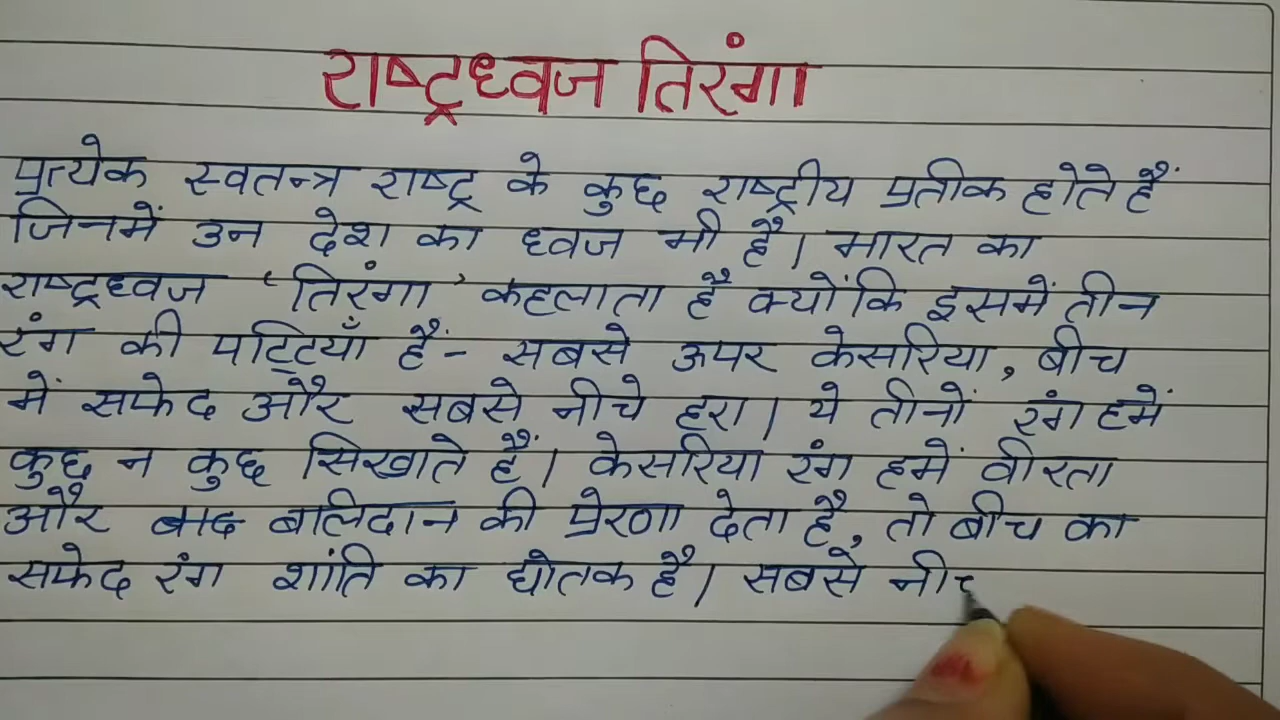 राष्ट्रध्वज तिरंगा
प्रत्येक स्वतन्त्र राष्ट्र के कुछ राष्ट्रीय प्रतीक होते हैं
जिनमें उन देश का ध्वज भी है। भारत का
राष्ट्रध्वज 'तिरंगा' कहलाता है क्योंकि इसमें तीन
रंग की पट्टियाँ हैं- सबसे ऊपर केसरिया, बीच
में सफेद और सबसे नीचे हरा। ये तीनों रंग हमें
कुछ न कुछ सिखाते हैं। केसरिया रंग हमें वीरता
और बलिदान की प्रेरणा देता है, तो बीच का
सफेद रंग शांति का द्योतक है। सबसे नीच